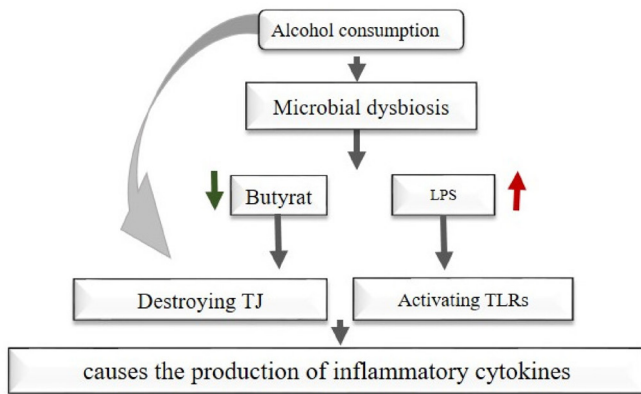 Alcohol consumption
Microbial dysbiosis
Butyrat
LPS
Destroying TJ
Activating TLRs
causes the production of inflammatory cytokines